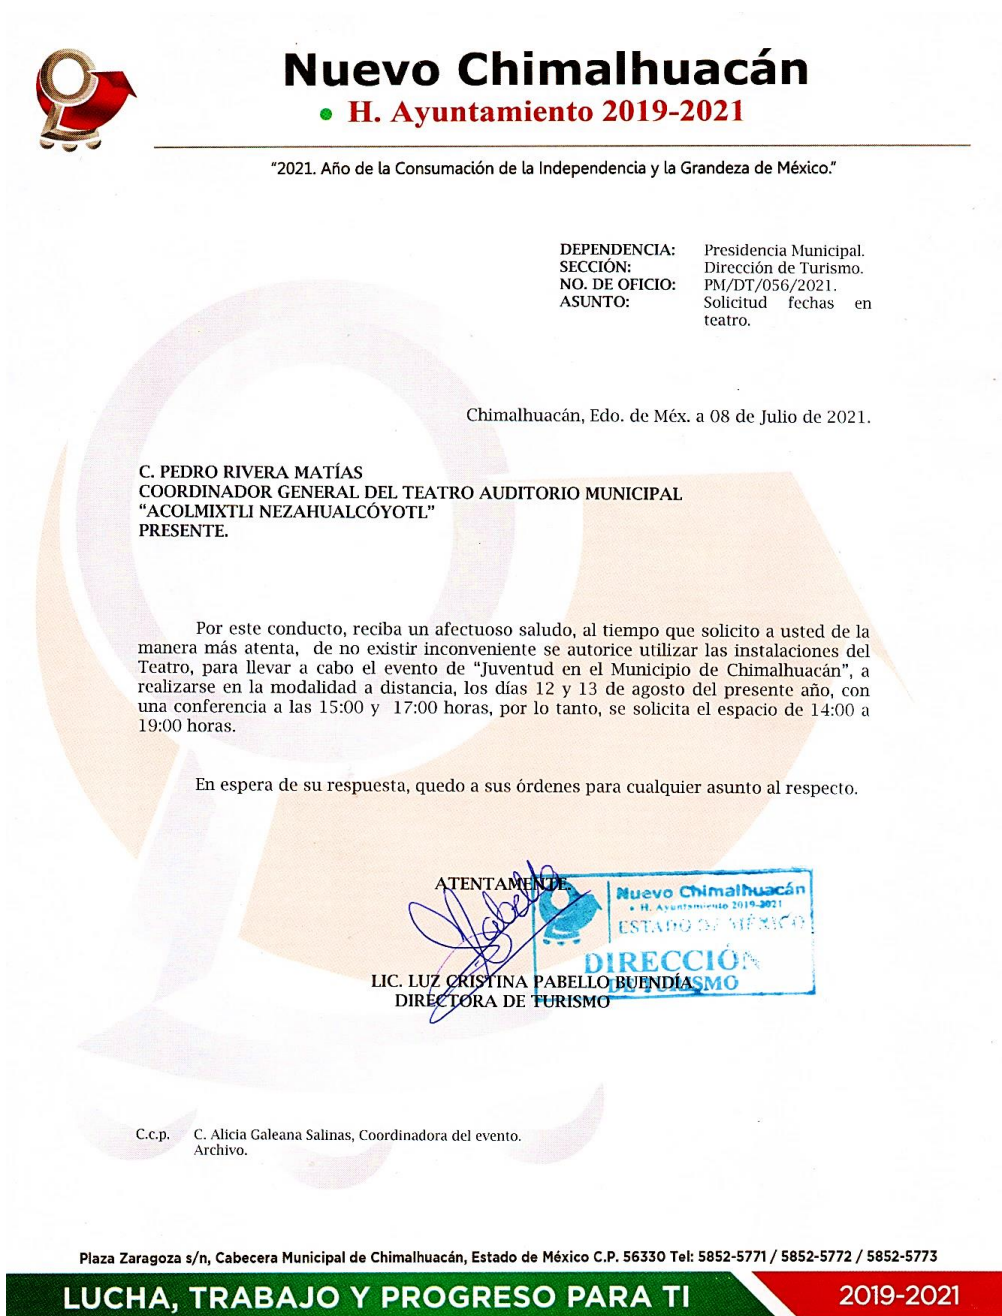 Nuevo Chimalhuacán
• H. Ayuntamiento 2019-2021
"2021. Año de la Consumación de la Independencia y la Grandeza de México."
DEPENDENCIA: Presidencia Municipal.
SECCIÓN: Dirección de Turismo.
NO. DE OFICIO: PM/DT/056/2021.
ASUNTO: Solicitud fechas en
teatro.
Chimalhuacán, Edo. de Méx. a 08 de Julio de 2021.
C. PEDRO RIVERA MATÍAS
COORDINADOR GENERAL DEL TEATRO AUDITORIO MUNICIPAL
"ACOLMIXTLI NEZAHUALCÓYOTL"
PRESENTE.
Por este conducto, reciba un afectuoso saludo, al tiempo que solicito a usted de la
manera más atenta, de no existir inconveniente se autorice utilizar las instalaciones del
Teatro, para llevar a cabo el evento de "Juventud en el Municipio de Chimalhuacán", a
realizarse en la modalidad a distancia, los días 12 y 13 de agosto del presente año, con
una conferencia a las 15:00 y 17:00 horas, por lo tanto, se solicita el espacio de 14:00 a
19:00 horas.
En espera de su respuesta, quedo a sus órdenes para cualquier asunto al respecto.
ATENTAMENTE.
Nuevo Chimalhuacán
• H. Ayuntamiento 2019-2021
ESTADO DE MÉXICO
DIRECCIÓN
DE TURISMO
LIC. LUZ CRISTINA PABELLO BUENDÍA
DIRECTORA DE TURISMO
C.c.p. C. Alicia Galeana Salinas, Coordinadora del evento.
Archivo.
Plaza Zaragoza s/n, Cabecera Municipal de Chimalhuacán, Estado de México C.P. 56330 Tel: 5852-5771 / 5852-5772 / 5852-5773
LUCHA, TRABAJO Y PROGRESO PARA TI 2019-2021